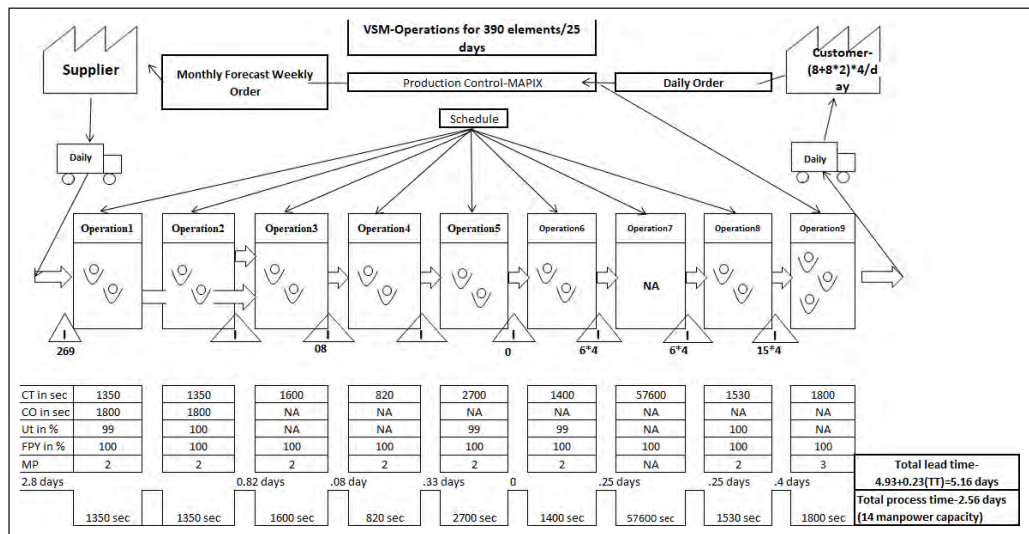 VSM-Operations for 390 elements/25
days
Supplier
Monthly Forecast Weekly
Order
Production Control-MAPIX
Daily Order
Customer-
(8+8*2)*4/d
ay
Schedule
Daily
Daily
Operation1 Operation2 Operation3 Operation4 Operation5 Operation6 Operation7 Operation8 Operation9
NA
I I I I I I I I
269 08 0 6*4 6*4 15*4
CT in sec 1350 1350 1600 820 2700 1400 57600 1530 1800
CO in sec 1800 1800 NA NA NA NA NA NA NA
Ut in % 99 100 NA NA 99 99 NA 100 NA
FPY in % 100 100 100 100 100 100 100 100 100
MP 2 2 2 2 2 2 NA 2 3
2.8 days 0.82 days .08 day .33 days 0 .25 days .25 days .4 days
1350 sec 1350 sec 1600 sec 820 sec 2700 sec 1400 sec 57600 sec 1530 sec 1800 sec
Total lead time-
4.93+0.23(TT)=5.16 days
Total process time-2.56 days
(14 manpower capacity)